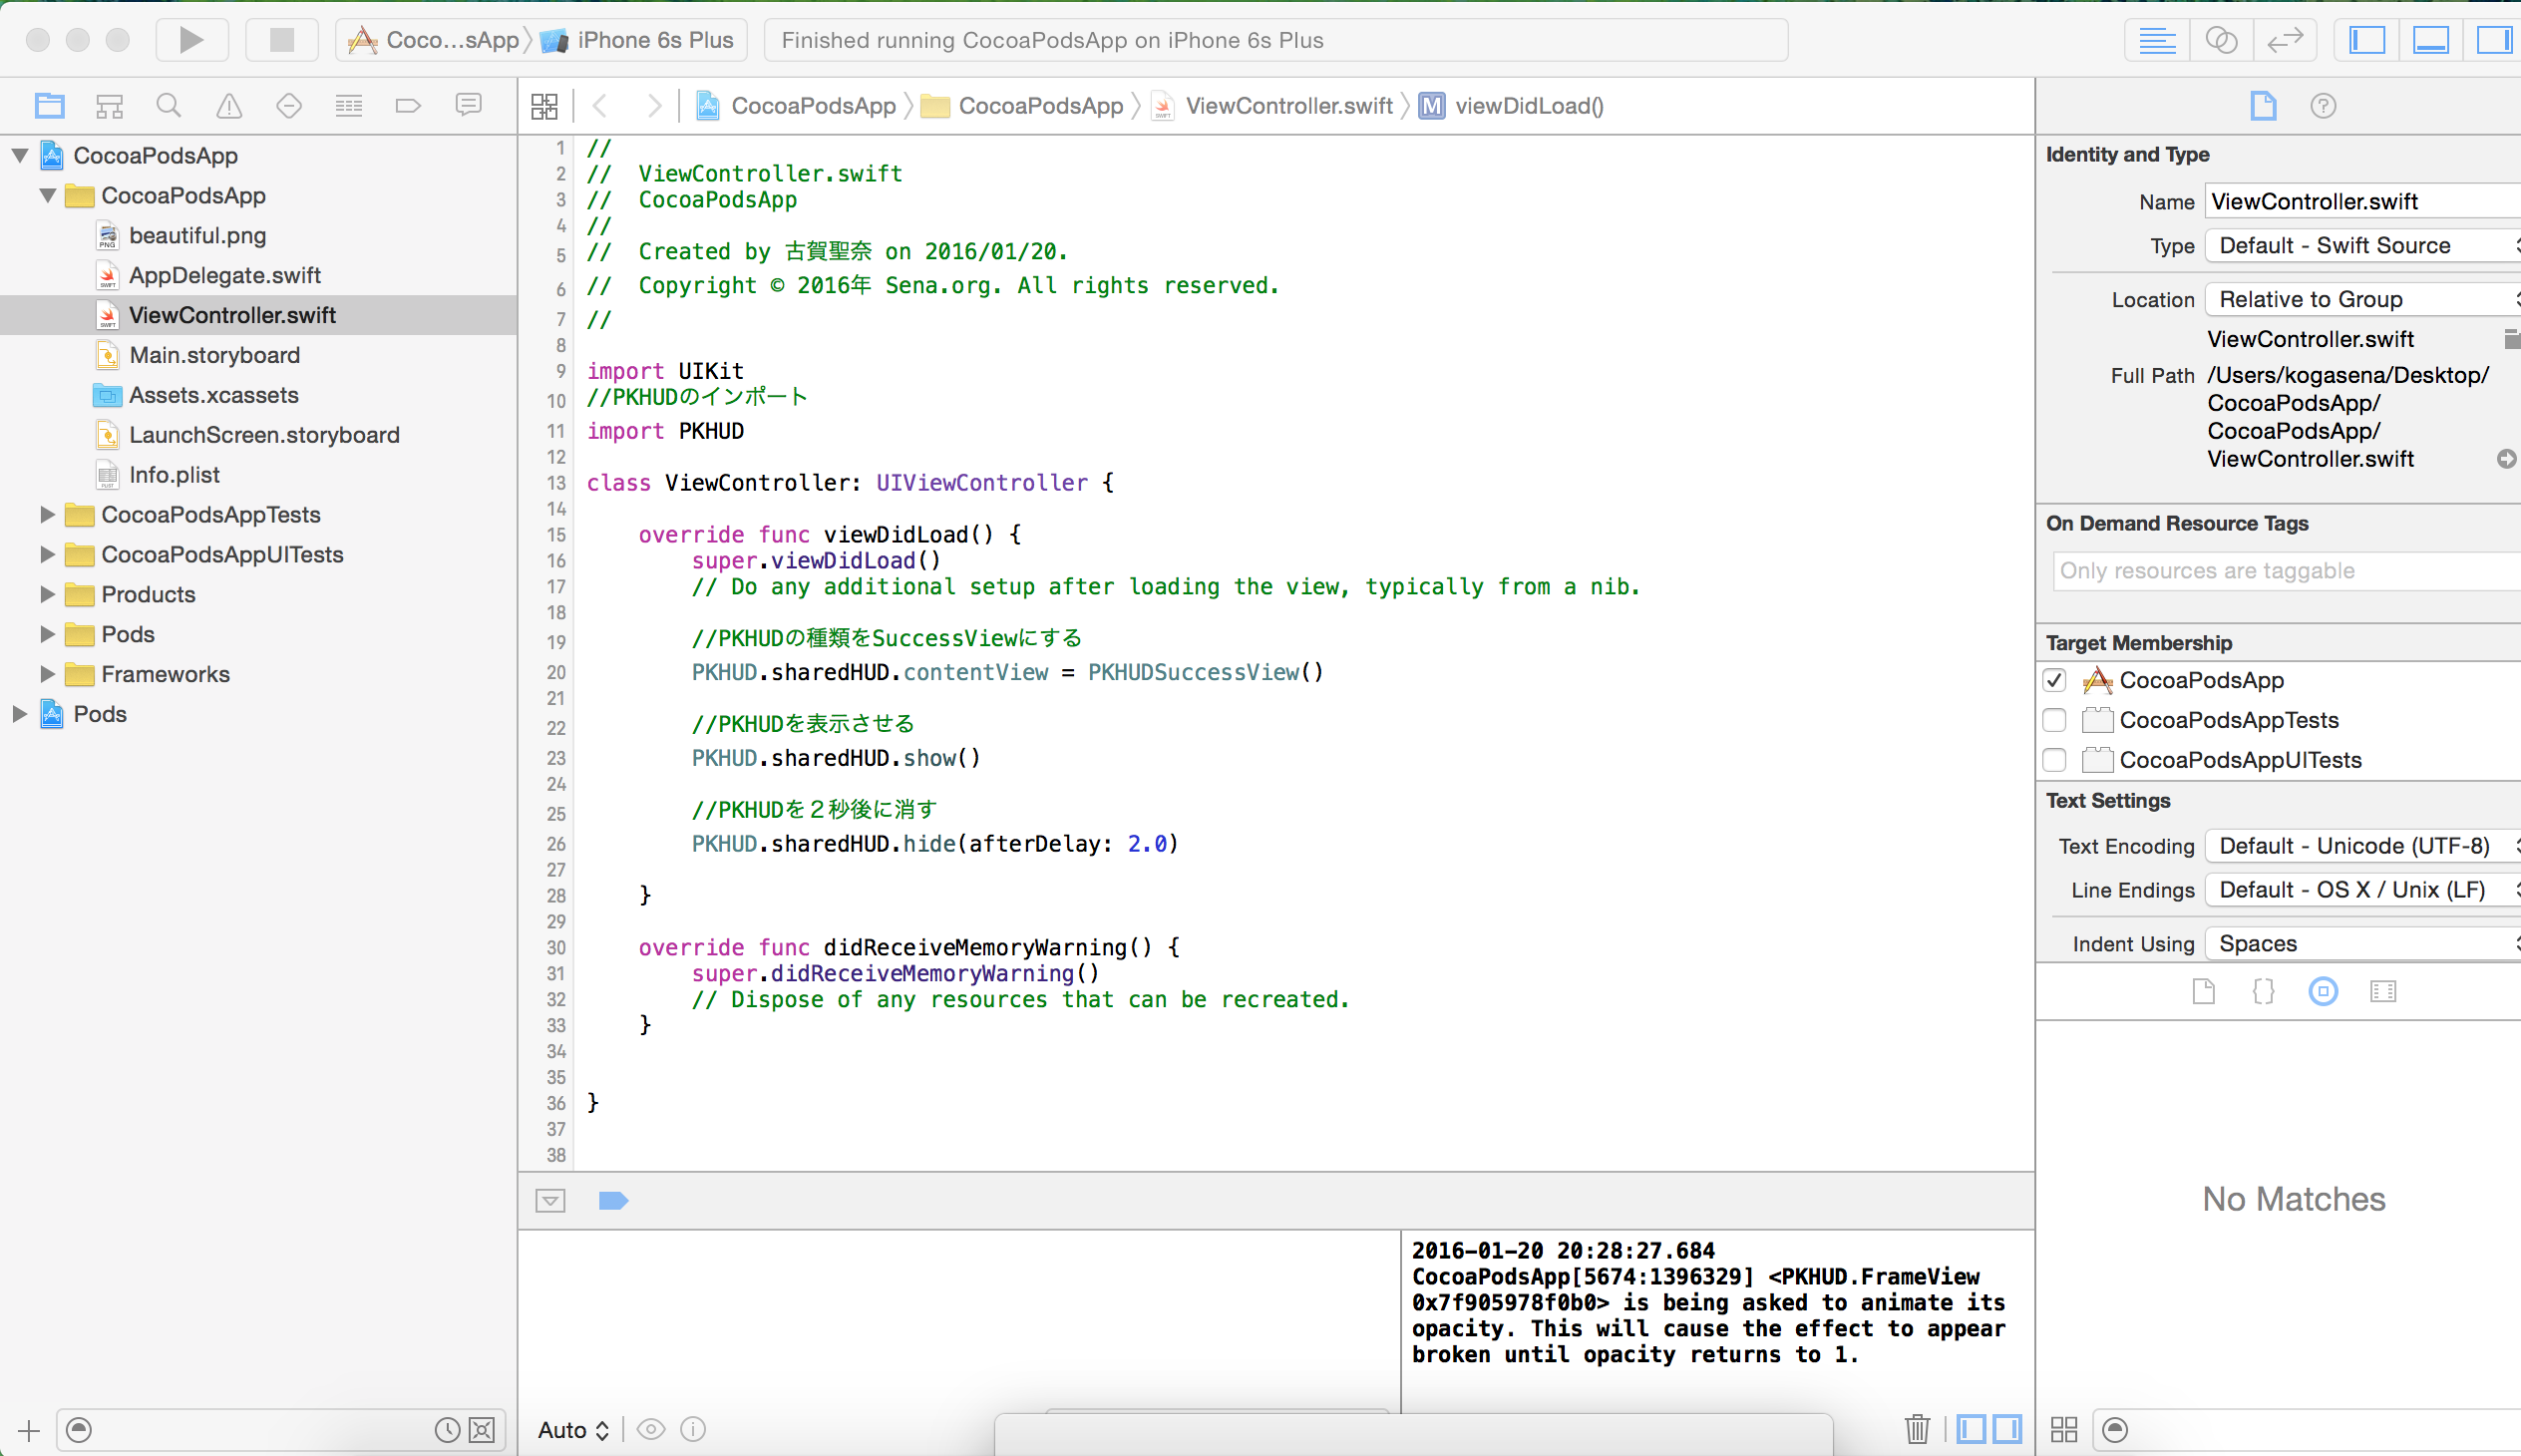 Coco...sApp
iPhone 6s Plus
Finished running CocoaPodsApp on iPhone 6s Plus
CocoaPodsApp
CocoaPodsApp
ViewController.swift
M viewDidLoad()
CocoaPodsApp
CocoaPodsApp
beautiful.png
AppDelegate.swift
ViewController.swift
Main.storyboard
Assets.xcassets
LaunchScreen.storyboard
Info.plist
CocoaPodsAppTests
CocoaPodsAppUITests
Products
Pods
Frameworks
Pods
1 //
2 //  ViewController.swift
3 //  CocoaPodsApp
4 //
5 //  Created by 古賀聖奈 on 2016/01/20.
6 //  Copyright © 2016年 Sena.org. All rights reserved.
7 //
8
9 import UIKit
10 //PKHUDのインポート
11 import PKHUD
12
13 class ViewController: UIViewController {
14
15     override func viewDidLoad() {
16         super.viewDidLoad()
17         // Do any additional setup after loading the view, typically from a nib.
18
19         //PKHUDの種類をSuccessViewにする
20         PKHUD.sharedHUD.contentView = PKHUDSuccessView()
21
22         //PKHUDを表示させる
23         PKHUD.sharedHUD.show()
24
25         //PKHUDを２秒後に消す
26         PKHUD.sharedHUD.hide(afterDelay: 2.0)
27
28     }
29
30     override func didReceiveMemoryWarning() {
31         super.didReceiveMemoryWarning()
32         // Dispose of any resources that can be recreated.
33     }
34
35
36 }
37
38
2016-01-20 20:28:27.684
CocoaPodsApp[5674:1396329] <PKHUD.FrameView
0x7f905978f0b0> is being asked to animate its
opacity. This will cause the effect to appear
broken until opacity returns to 1.
Auto
Identity and Type
Name ViewController.swift
Type Default - Swift Source
Location Relative to Group
ViewController.swift
Full Path /Users/kogasena/Desktop/
CocoaPodsApp/
CocoaPodsApp/
ViewController.swift
On Demand Resource Tags
Only resources are taggable
Target Membership
CocoaPodsApp
CocoaPodsAppTests
CocoaPodsAppUITests
Text Settings
Text Encoding Default - Unicode (UTF-8)
Line Endings Default - OS X / Unix (LF)
Indent Using Spaces
No Matches